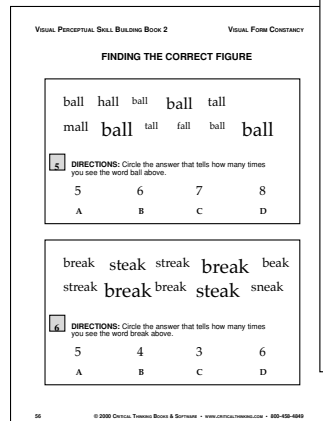 VISUAL PERCEPTUAL SKILL BUILDING BOOK 2 VISUAL FORM CONSTANCY
FINDING THE CORRECT FIGURE
ball hall ball ball tall
mall ball tall fall ball ball
5 DIRECTIONS: Circle the answer that tells how many times
you see the word ball above.
5 6 7 8
A B C D
break steak streak break beak
streak break break steak sneak
6 DIRECTIONS: Circle the answer that tells how many times
you see the word break above.
5 4 3 6
A B C D
56 © 2000 CRITICAL THINKING BOOKS & SOFTWARE • WWW.CRITICALTHINKING.COM • 800-458-4849